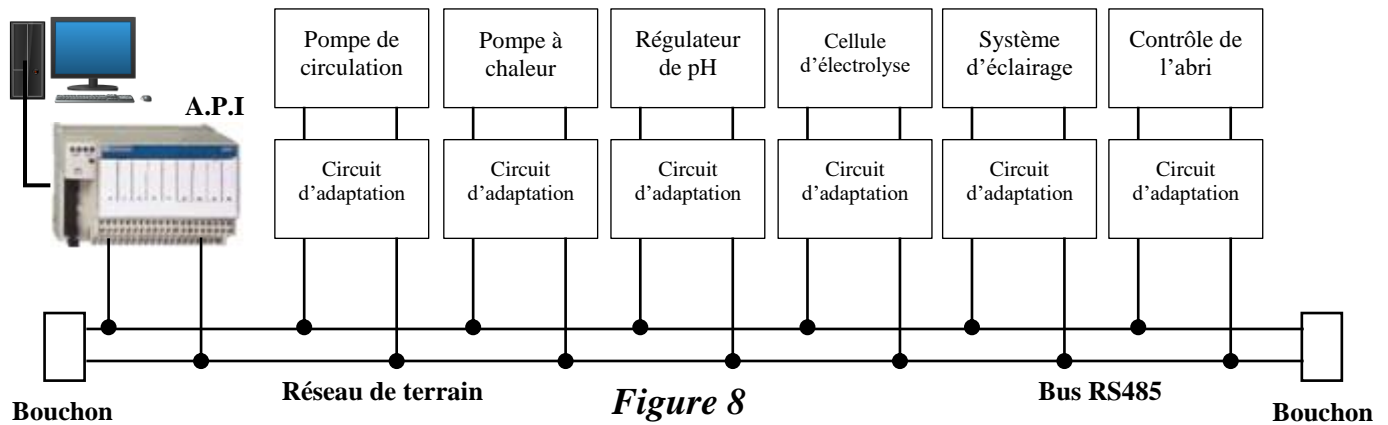 Pompe de
circulation
Pompe à
chaleur
Régulateur
de pH
Cellule
d'électrolyse
Système
d'éclairage
Contrôle de
l'abri
A.P.I
Circuit
d'adaptation
Circuit
d'adaptation
Circuit
d'adaptation
Circuit
d'adaptation
Circuit
d'adaptation
Circuit
d'adaptation
Réseau de terrain
Bus RS485
Figure 8
Bouchon
Bouchon